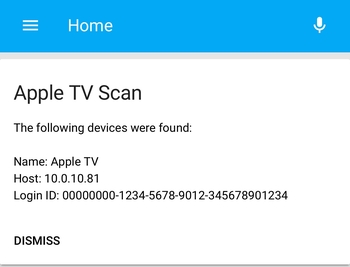 Home
Apple TV Scan
The following devices were found:
Name: Apple TV
Host: 10.0.10.81
Login ID: 00000000-1234-5678-9012-345678901234
DISMISS